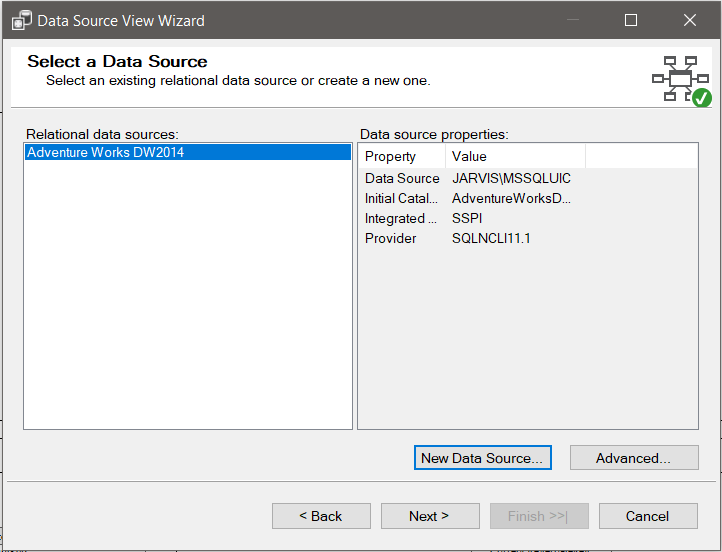 Data Source View Wizard
Select a Data Source
Select an existing relational data source or create a new one.
Relational data sources:
Adventure Works DW2014
Data source properties:
Property Value
Data Source JARVIS\MSSQLUIC
Initial Catal... AdventureWorksD...
Integrated ... SSPI
Provider SQLNCLI11.1
New Data Source... Advanced...
< Back Next > Finish >>| Cancel